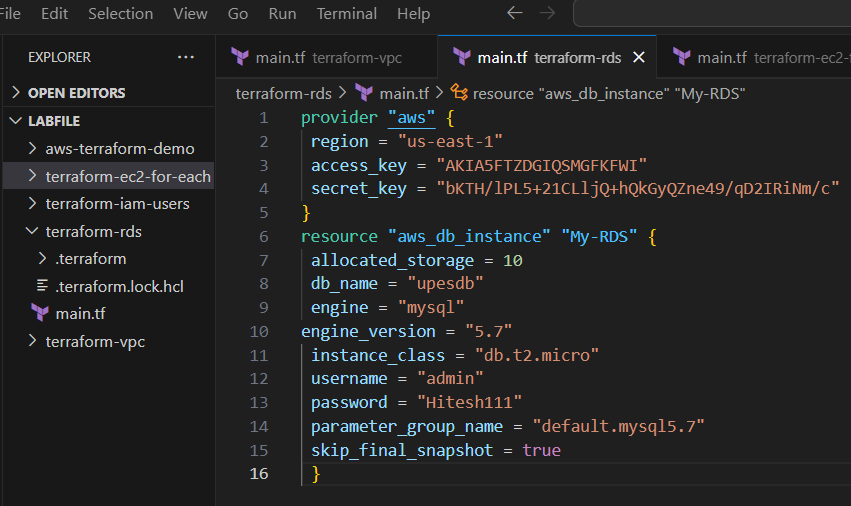 File Edit Selection View Go Run Terminal Help
EXPLORER
OPEN EDITORS
LABFILE
aws-terraform-demo
terraform-ec2-for-each
terraform-iam-users
terraform-rds
.terraform
.terraform.lock.hcl
main.tf
terraform-vpc
main.tf terraform-vpc
main.tf terraform-rds
main.tf terraform-ec2-f
terraform-rds > main.tf > resource "aws_db_instance" "My-RDS"
1 provider "aws" {
2 region = "us-east-1"
3 access_key = "AKIA5FTZDGIQSMGFKFWI"
4 secret_key = "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"
5 }
6 resource "aws_db_instance" "My-RDS" {
7 allocated_storage = 10
8 db_name = "upesdb"
9 engine = "mysql"
10 engine_version = "5.7"
11 instance_class = "db.t2.micro"
12 username = "admin"
13 password = "Hitesh111"
14 parameter_group_name = "default.mysql5.7"
15 skip_final_snapshot = true
16 }